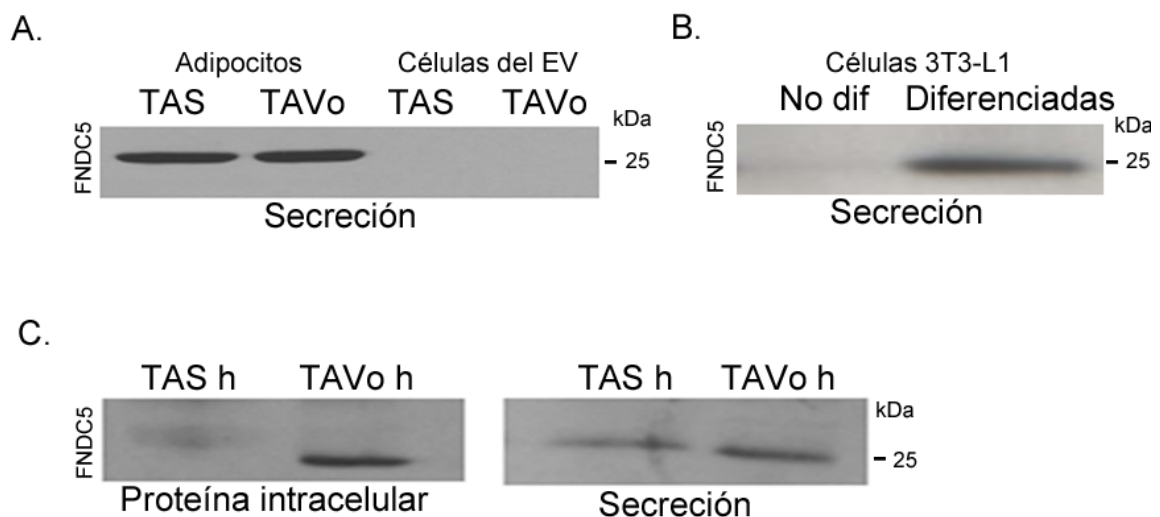 A.
Adipocitos Células del EV
TAS TAVo TAS TAVo
kDa
FNDC5
- 25
Secreción
B.
Células 3T3-L1
No dif Diferenciadas
kDa
FNDC5
- 25
Secreción
C.
TAS h TAVo h
FNDC5
Proteína intracelular
TAS h TAVo h
kDa
- 25
Secreción